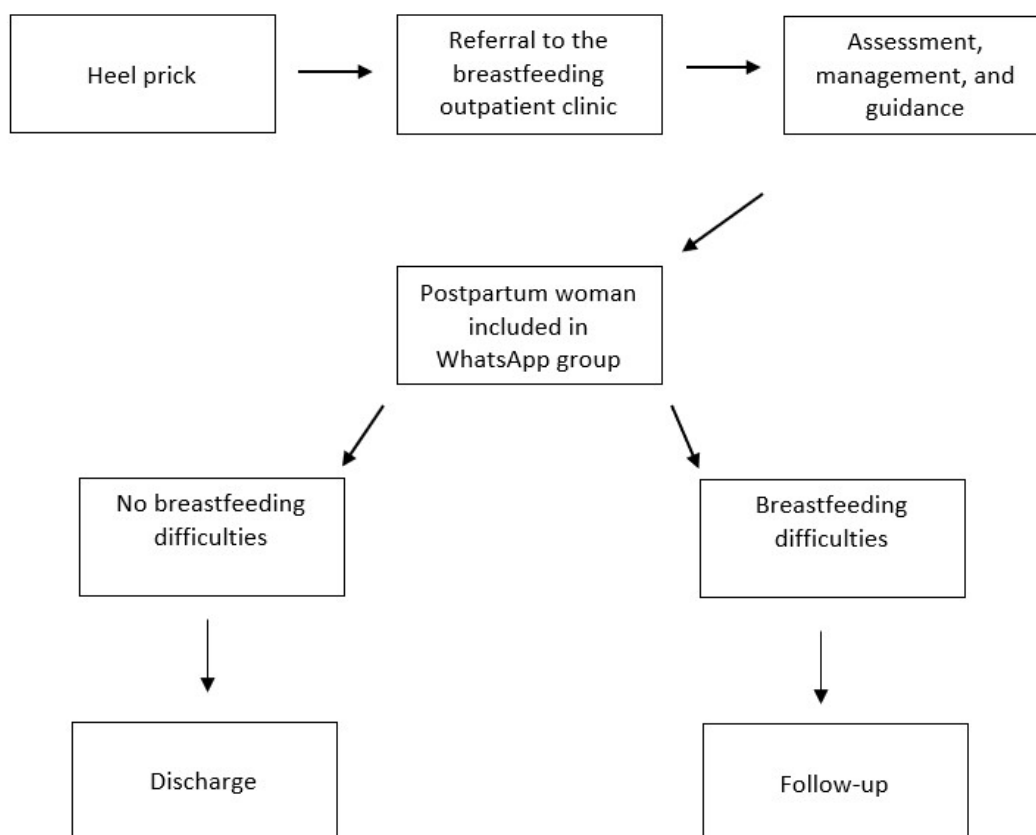 Heel prick
Referral to the
breastfeeding
outpatient clinic
Assessment,
management, and
guidance
Postpartum woman
included in
WhatsApp group
No breastfeeding
difficulties
Breastfeeding
difficulties
Discharge
Follow-up